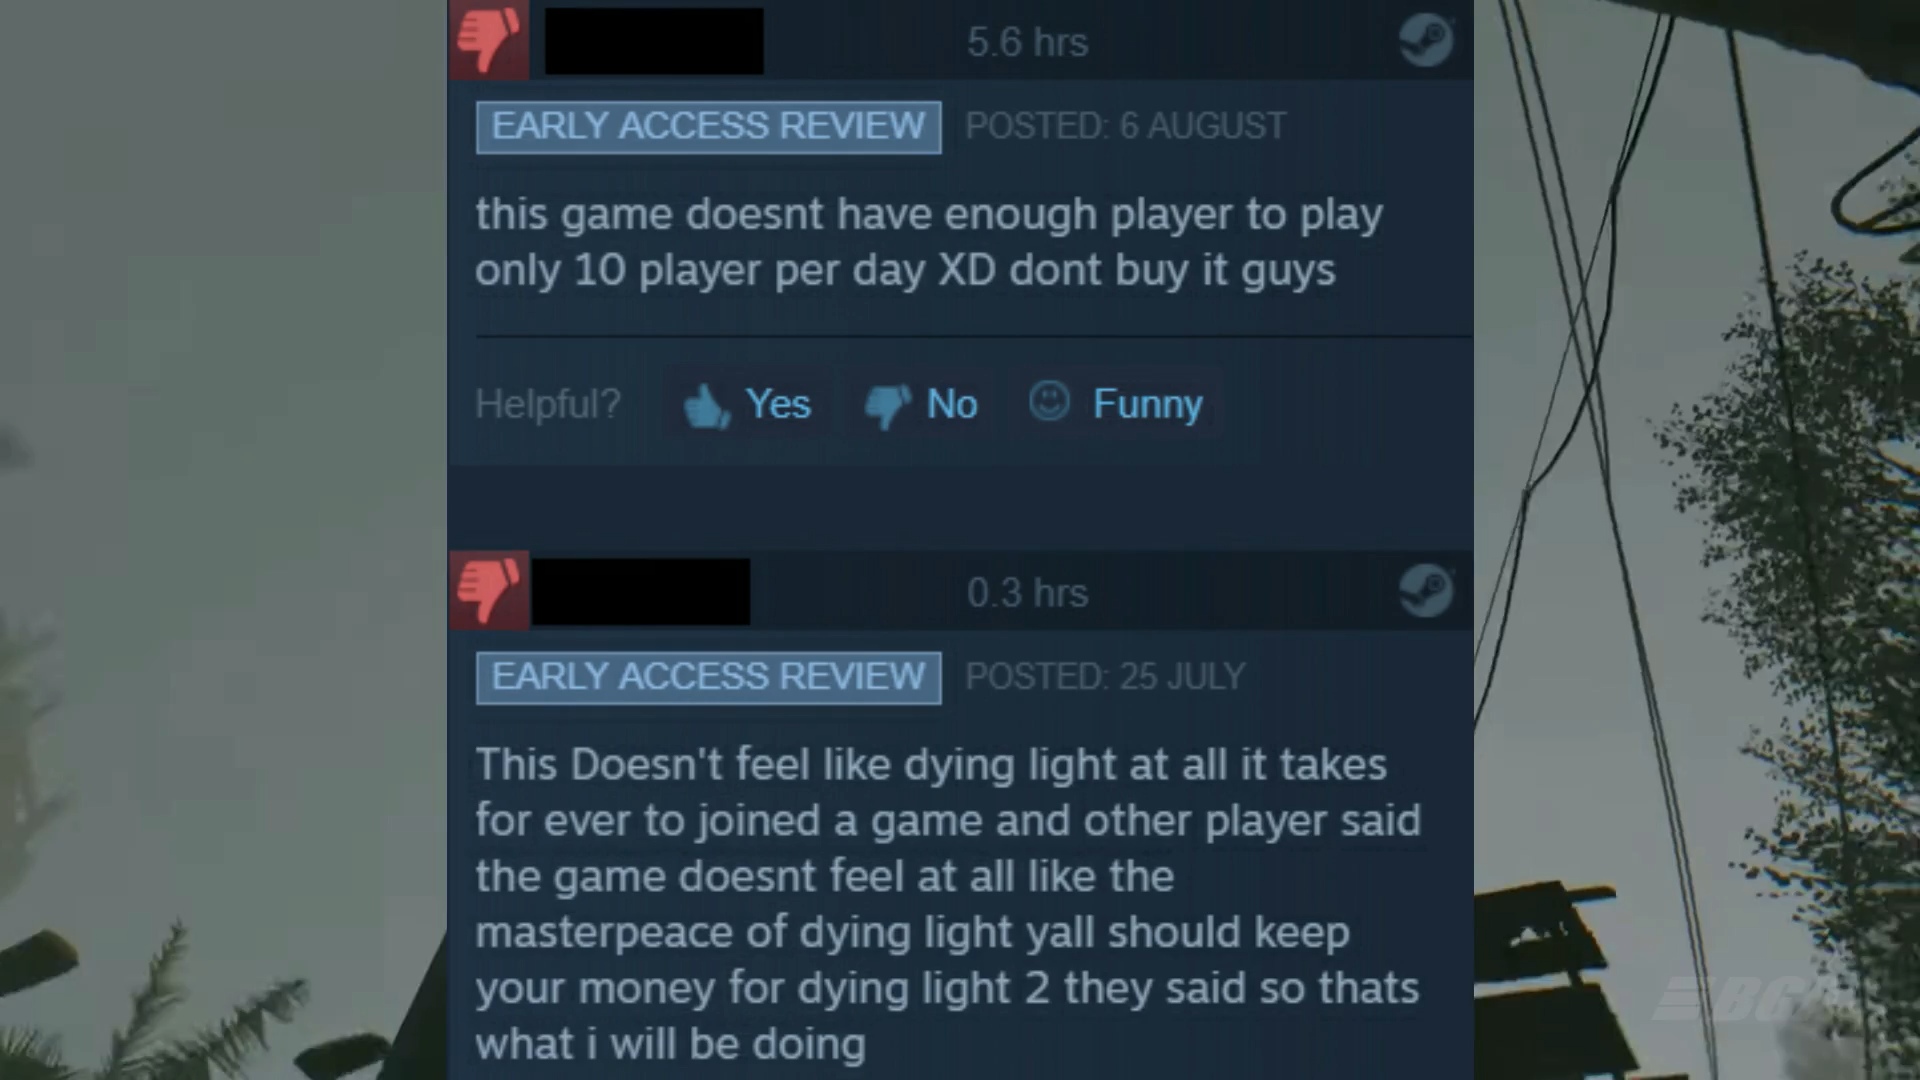 5.6 hrs
EARLY ACCESS REVIEW POSTED: 6 AUGUST
this game doesnt have enough player to play
only 10 player per day XD dont buy it guys
Helpful? Yes No Funny
0.3 hrs
EARLY ACCESS REVIEW POSTED: 25 JULY
This Doesn't feel like dying light at all it takes
for ever to joined a game and other player said
the game doesnt feel at all like the
masterpeace of dying light yall should keep
your money for dying light 2 they said so thats
what i will be doing